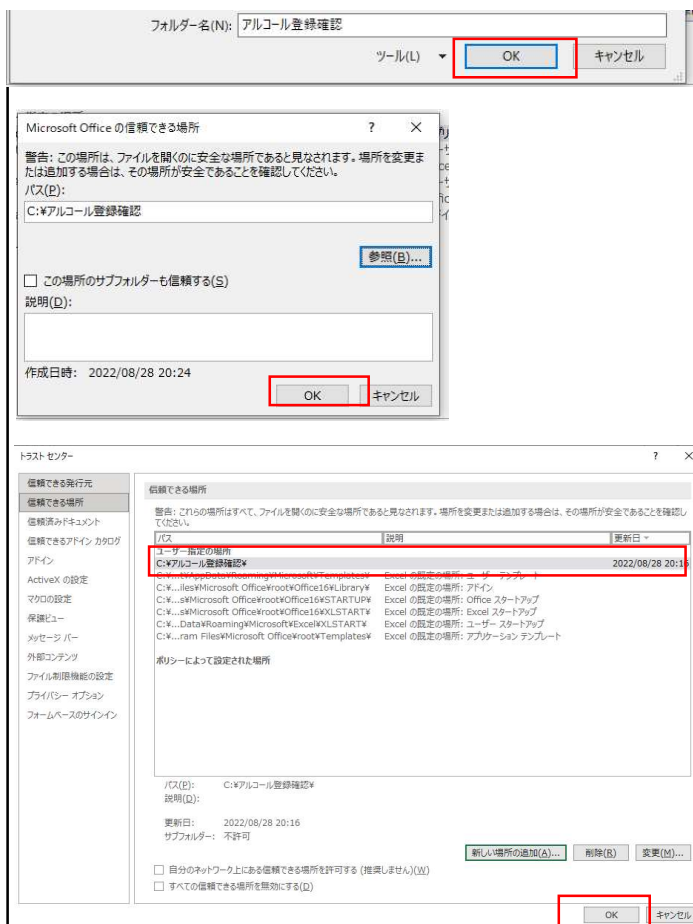 フォルダー名(N): アルコール登録確認
ツール(L) OK キャンセル
Microsoft Office の信頼できる場所 ? ×
警告: この場所は、ファイルを開くのに安全な場所であると見なされます。場所を変更ま
たは追加する場合は、その場所が安全であることを確認してください。
パス(P):
C:¥アルコール登録確認
参照(B)...
この場所のサブフォルダーも信頼する(S)
説明(D):
作成日時: 2022/08/28 20:24
OK キャンセル
トラスト センター ? ×
信頼できる発行元
信頼できる場所
信頼済みドキュメント
信頼できるアドイン カタログ
アドイン
ActiveX の設定
マクロの設定
保護ビュー
メッセージ バー
外部コンテンツ
ファイル制限機能の設定
プライバシー オプション
フォームベースのサインイン
信頼できる場所
警告: これらの場所はすべて、ファイルを開くのに安全な場所であると見なされます。場所を変更または追加する場合は、その場所が安全であることを確認し
てください。
パス 説明 更新日
ユーザー指定の場所
C:¥アルコール登録確認¥ 2022/08/28 20:16
C:¥...t¥AppData¥Roaming¥Microsoft¥Templates¥ Excel の既定の場所: ユーザー テンプレート
C:¥...iles¥Microsoft Office¥root¥Office16¥Library¥ Excel の既定の場所: アドイン
C:¥...s¥Microsoft Office¥root¥Office16¥STARTUP¥ Excel の既定の場所: Office スタートアップ
C:¥...s¥Microsoft Office¥root¥Office16¥XLSTART¥ Excel の既定の場所: Excel スタートアップ
C:¥...Data¥Roaming¥Microsoft¥Excel¥XLSTART¥ Excel の既定の場所: ユーザー スタートアップ
C:¥...ram Files¥Microsoft Office¥root¥Templates¥ Excel の既定の場所: アプリケーション テンプレート
ポリシーによって設定された場所
パス(P): C:¥アルコール登録確認¥
説明(D):
更新日: 2022/08/28 20:16
サブフォルダー: 不許可
新しい場所の追加(A)... 削除(R) 変更(M)...
自分のネットワーク上にある信頼できる場所を許可する (推奨しません)(W)
すべての信頼できる場所を無効にする(D)
OK キャンセル